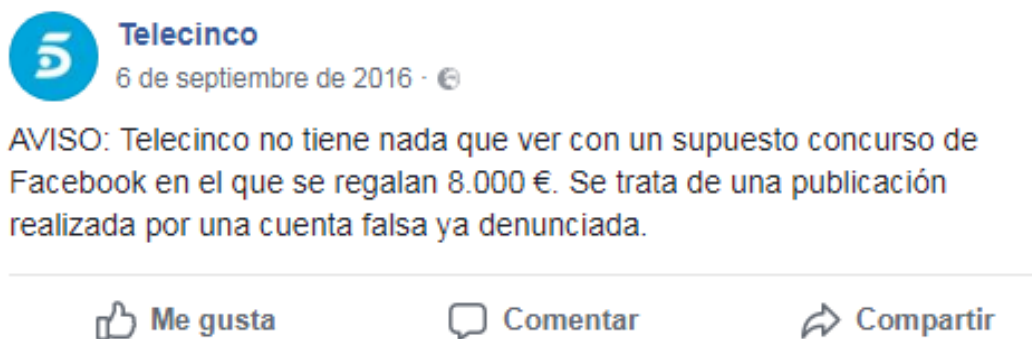 Telecinco
6 de septiembre de 2016 ·
AVISO: Telecinco no tiene nada que ver con un supuesto concurso de
Facebook en el que se regalan 8.000 €. Se trata de una publicación
realizada por una cuenta falsa ya denunciada.
Me gusta Comentar Compartir